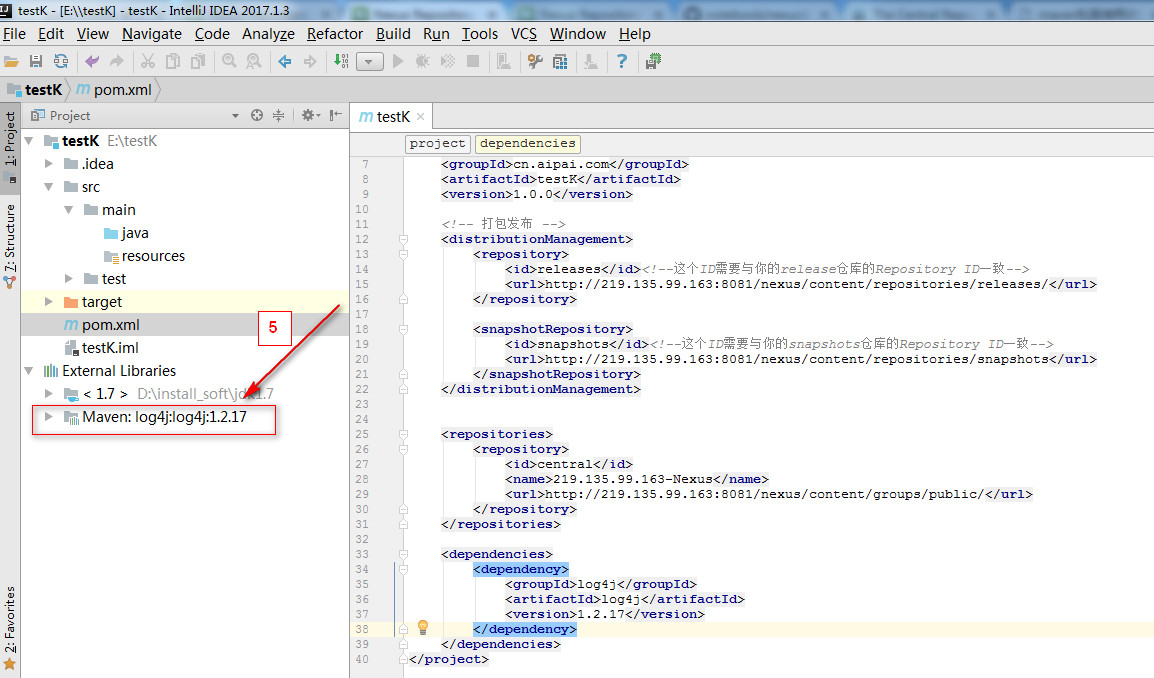 testK - [E:\\testK] - testK - IntelliJ IDEA 2017.1.3
File Edit View Navigate Code Analyze Refactor Build Run Tools VCS Window Help
testK pom.xml
1: Project
7: Structure
2: Favorites
Project
testK E:\testK
.idea
src
main
java
resources
test
target
pom.xml
testK.iml
External Libraries
< 1.7 > D:\install_soft\jdk1.7
Maven: log4j:log4j:1.2.17
5
testK
project dependencies
7 <groupId>cn.aipai.com</groupId>
8 <artifactId>testK</artifactId>
9 <version>1.0.0</version>
10
11 <!-- 打包发布 -->
12 <distributionManagement>
13 <repository>
14 <id>releases</id><!--这个ID需要与你的release仓库的Repository ID一致-->
15 <url>http://219.135.99.163:8081/nexus/content/repositories/releases/</url>
16 </repository>
17
18 <snapshotRepository>
19 <id>snapshots</id><!--这个ID需要与你的snapshots仓库的Repository ID一致-->
20 <url>http://219.135.99.163:8081/nexus/content/repositories/snapshots</url>
21 </snapshotRepository>
22 </distributionManagement>
23
24
25 <repositories>
26 <repository>
27 <id>central</id>
28 <name>219.135.99.163-Nexus</name>
29 <url>http://219.135.99.163:8081/nexus/content/groups/public/</url>
30 </repository>
31 </repositories>
32
33 <dependencies>
34 <dependency>
35 <groupId>log4j</groupId>
36 <artifactId>log4j</artifactId>
37 <version>1.2.17</version>
38 </dependency>
39 </dependencies>
40 </project>